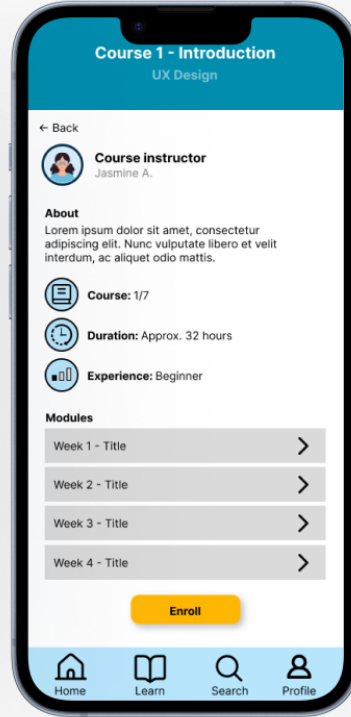 Course 1 - Introduction
UX Design
← Back
Course instructor
Jasmine A.
About
Lorem ipsum dolor sit amet, consectetur
adipiscing elit. Nunc vulputate libero et velit
interdum, ac aliquet odio mattis.
Course: 1/7
Duration: Approx. 32 hours
Experience: Beginner
Modules
Week 1 - Title
Week 2 - Title
Week 3 - Title
Week 4 - Title
Enroll
Home Learn Search Profile